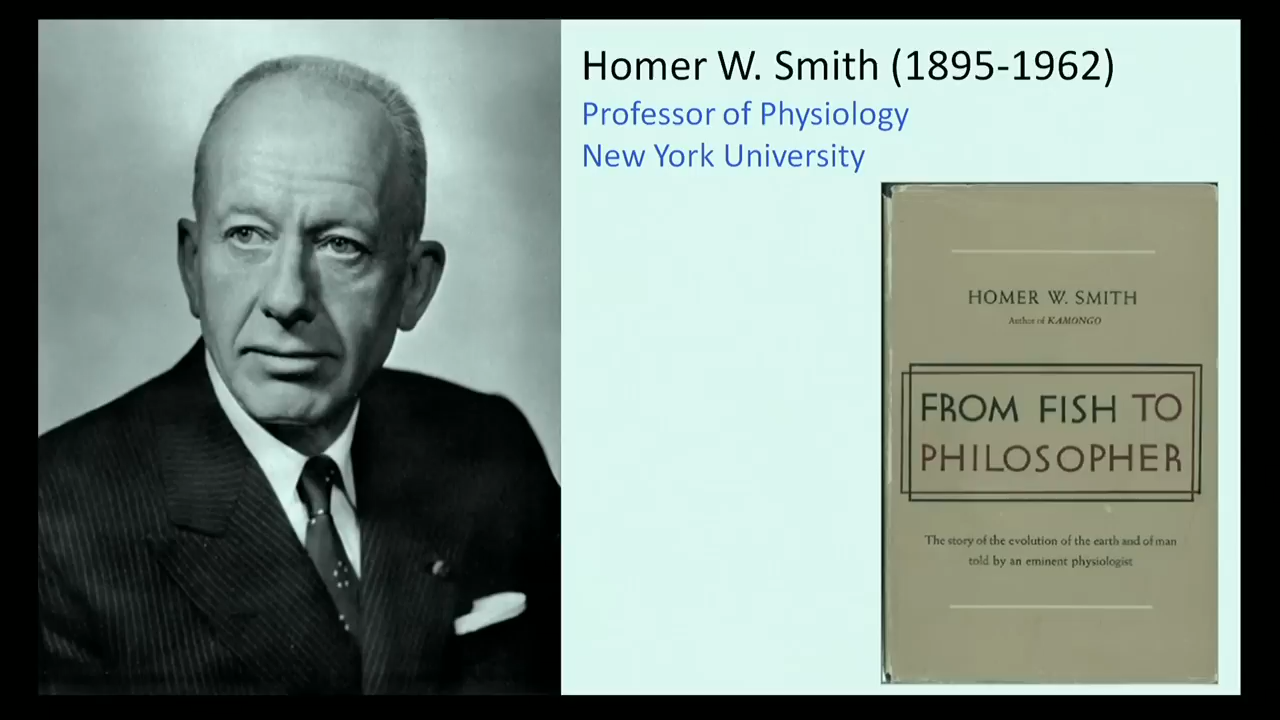 Homer W. Smith (1895-1962)
Professor of Physiology
New York University
HOMER W. SMITH
Author of KAMONGO
FROM FISH TO
PHILOSOPHER
The story of the evolution of the earth and of man
told by an eminent physiologist